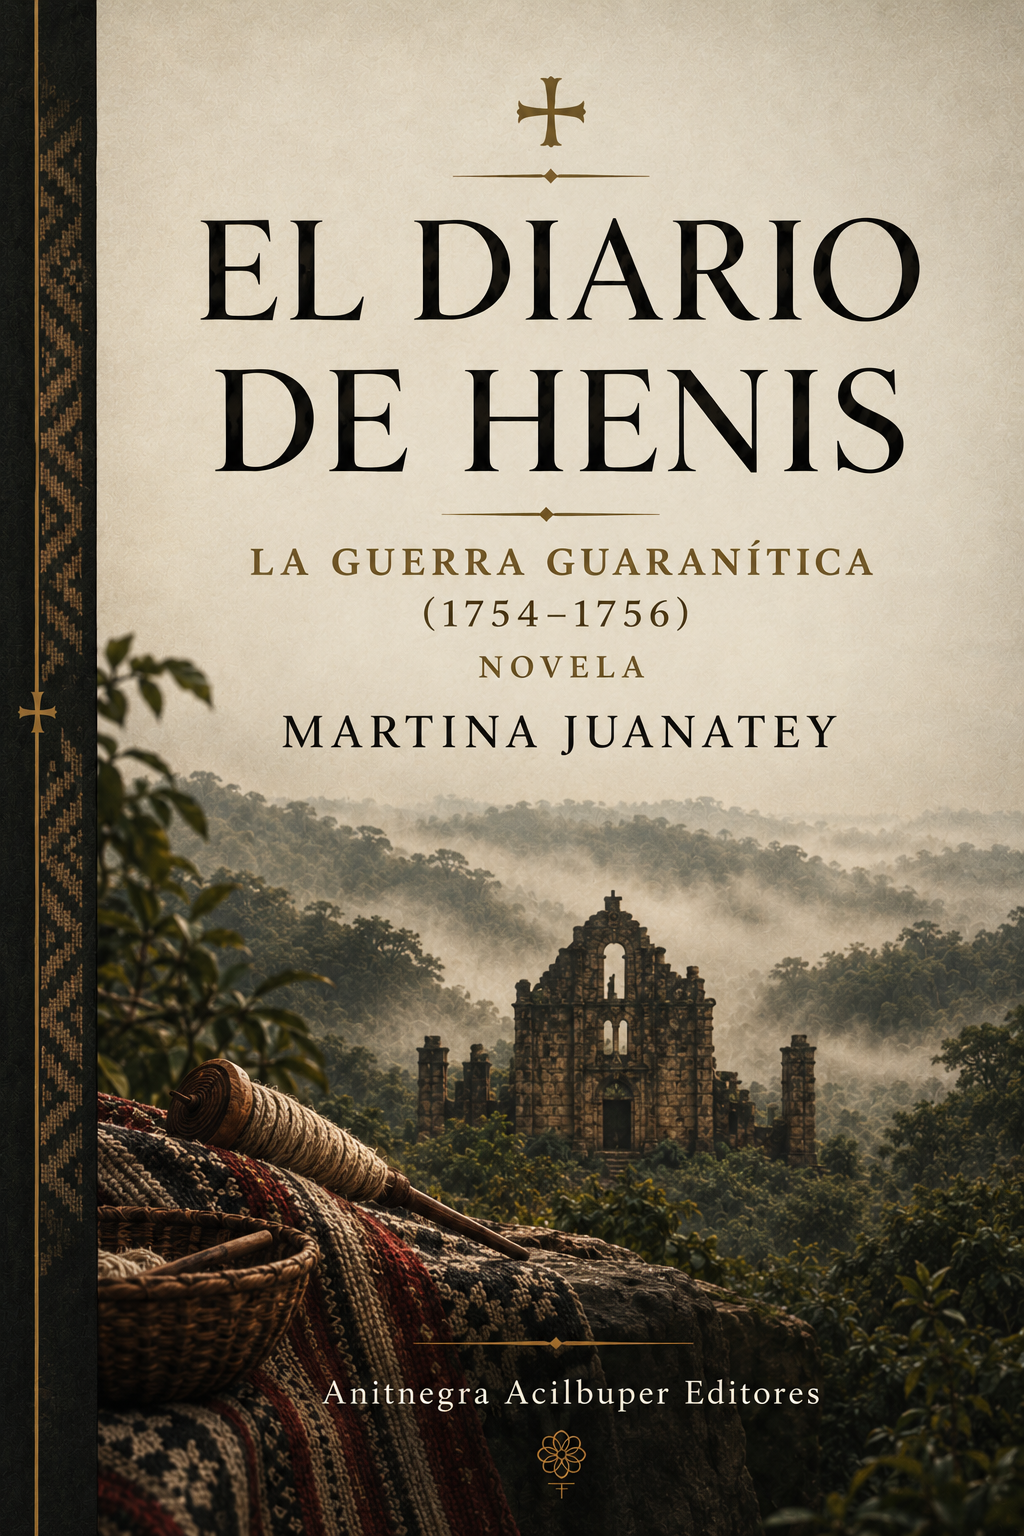 EL DIARIO
DE HENIS
LA GUERRA GUARANÍTICA
(1754–1756)
NOVELA
MARTINA JUANATEY
Anitnegra Acilbuper Editores